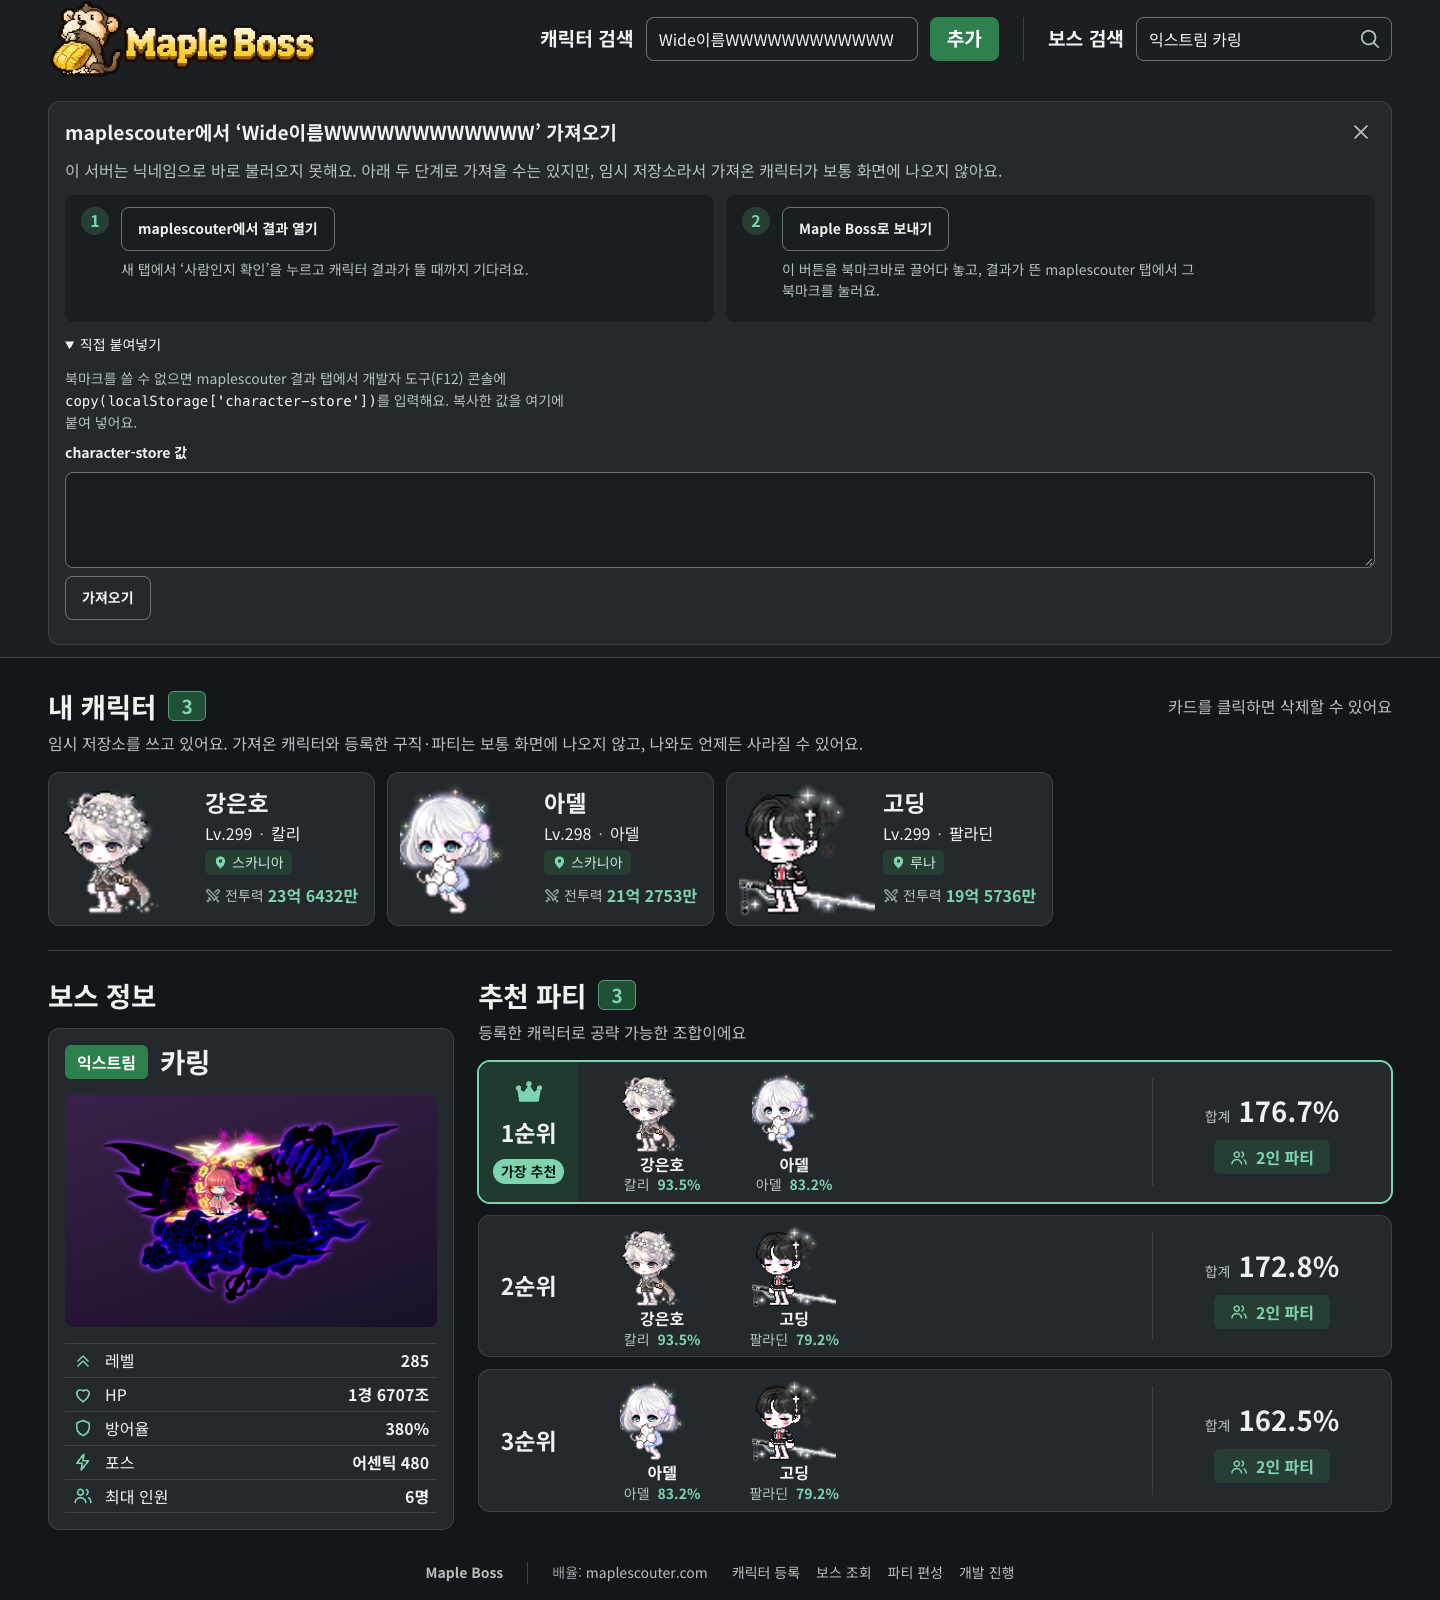 Maple Boss
캐릭터 검색
Wide이름WWWWWWWWWWWW
추가
보스 검색
익스트림 카링
maplescouter에서 ‘Wide이름WWWWWWWWWWWW’ 가져오기
이 서버는 닉네임으로 바로 불러오지 못해요. 아래 두 단계로 가져올 수는 있지만, 임시 저장소라서 가져온 캐릭터가 보통 화면에 나오지 않아요.
1
maplescouter에서 결과 열기
새 탭에서 ‘사람인지 확인’을 누르고 캐릭터 결과가 뜰 때까지 기다려요.
2
Maple Boss로 보내기
이 버튼을 북마크바로 끌어다 놓고, 결과가 뜬 maplescouter 탭에서 그
북마크를 눌러요.
▼ 직접 붙여넣기
북마크를 쓸 수 없으면 maplescouter 결과 탭에서 개발자 도구(F12) 콘솔에
copy(localStorage['character-store'])를 입력해요. 복사한 값을 여기에
붙여 넣어요.
character-store 값
가져오기
내 캐릭터 3
카드를 클릭하면 삭제할 수 있어요
임시 저장소를 쓰고 있어요. 가져온 캐릭터와 등록한 구직·파티는 보통 화면에 나오지 않고, 나와도 언제든 사라질 수 있어요.
강은호
Lv.299 · 칼리
스카니아
전투력 23억 6432만
아델
Lv.298 · 아델
스카니아
전투력 21억 2753만
고딩
Lv.299 · 팔라딘
루나
전투력 19억 5736만
보스 정보
익스트림 카링
레벨 285
HP 1경 6707조
방어율 380%
포스 어센틱 480
최대 인원 6명
추천 파티 3
등록한 캐릭터로 공략 가능한 조합이에요
1순위
가장 추천
강은호
칼리 93.5%
아델
아델 83.2%
합계 176.7%
2인 파티
2순위
강은호
칼리 93.5%
고딩
팔라딘 79.2%
합계 172.8%
2인 파티
3순위
아델
아델 83.2%
고딩
팔라딘 79.2%
합계 162.5%
2인 파티
Maple Boss
배율: maplescouter.com
캐릭터 등록
보스 조회
파티 편성
개발 진행